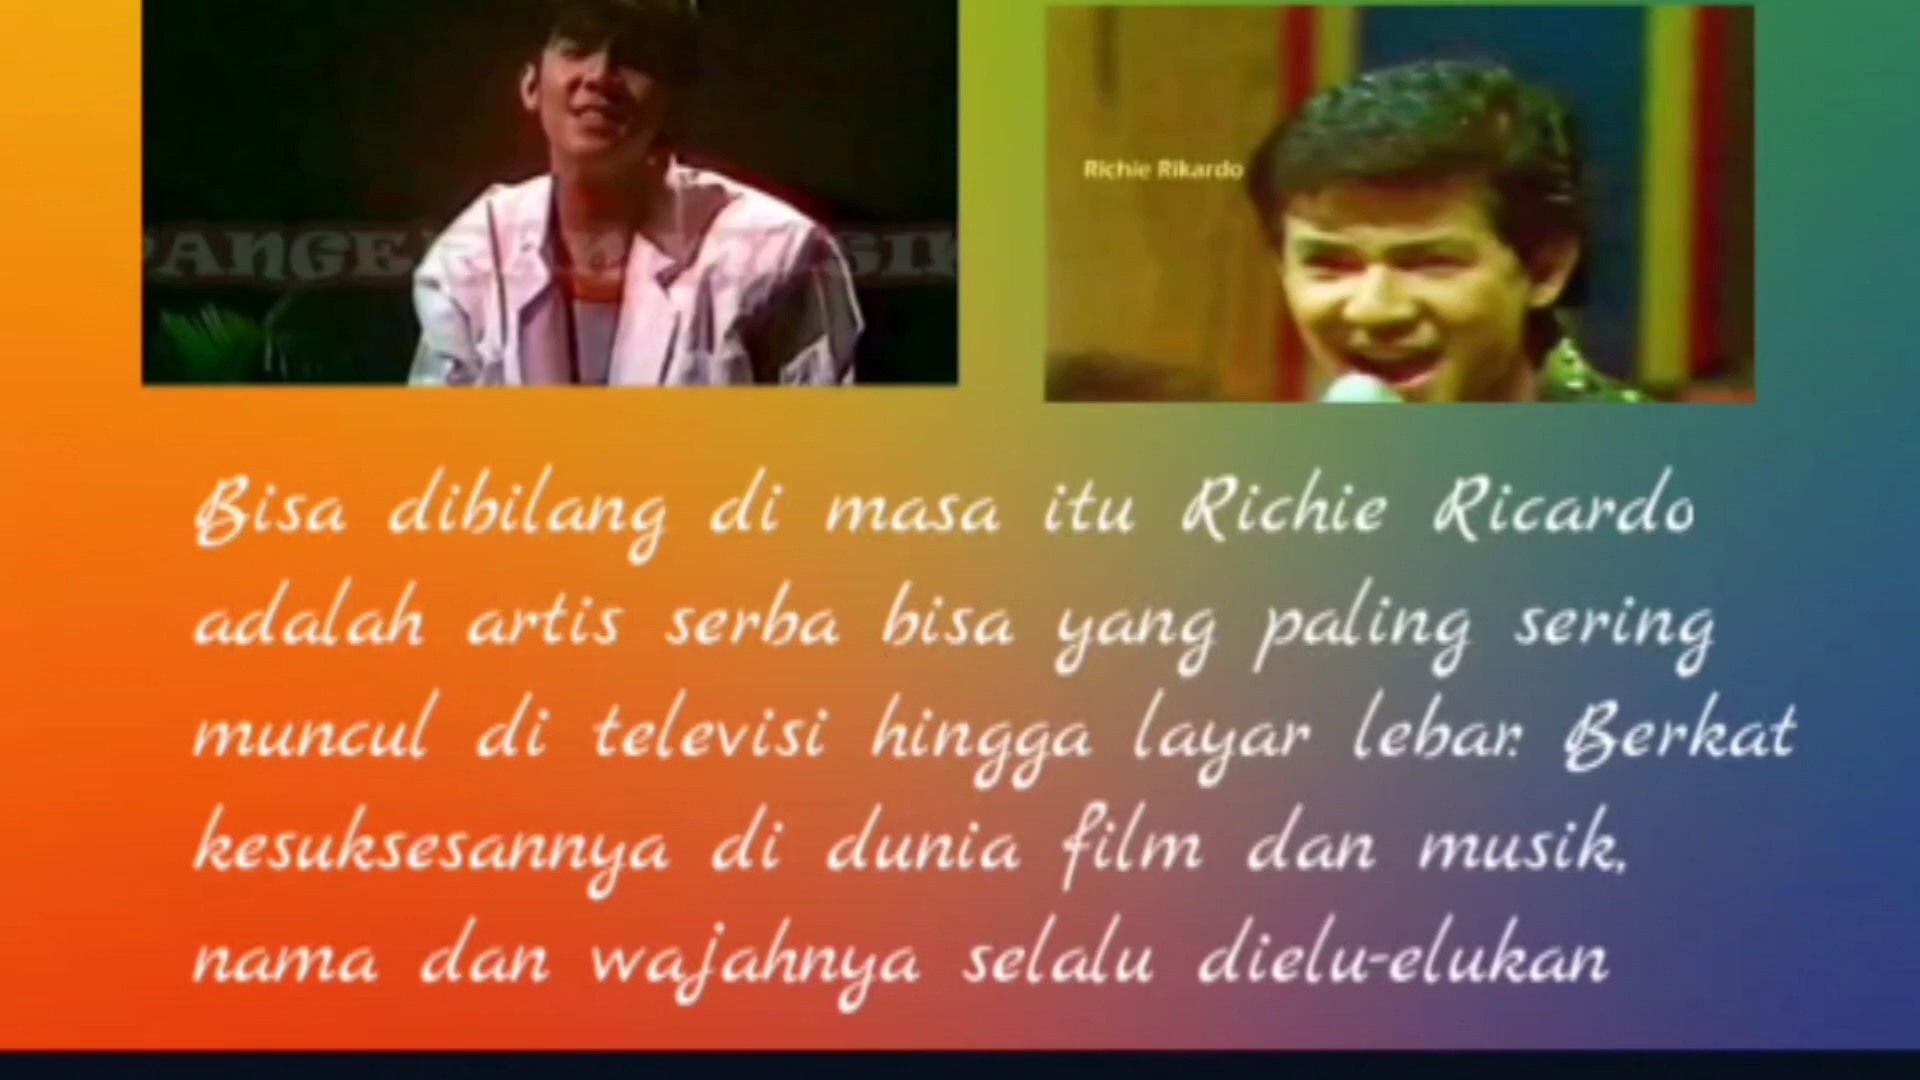 Richie Rikardo
Bisa dibilang di masa itu Richie Ricardo
adalah artis serba bisa yang paling sering
muncul di televisi hingga layar lebar. Berkat
kesuksesannya di dunia film dan musik,
nama dan wajahnya selalu dielu-elukan